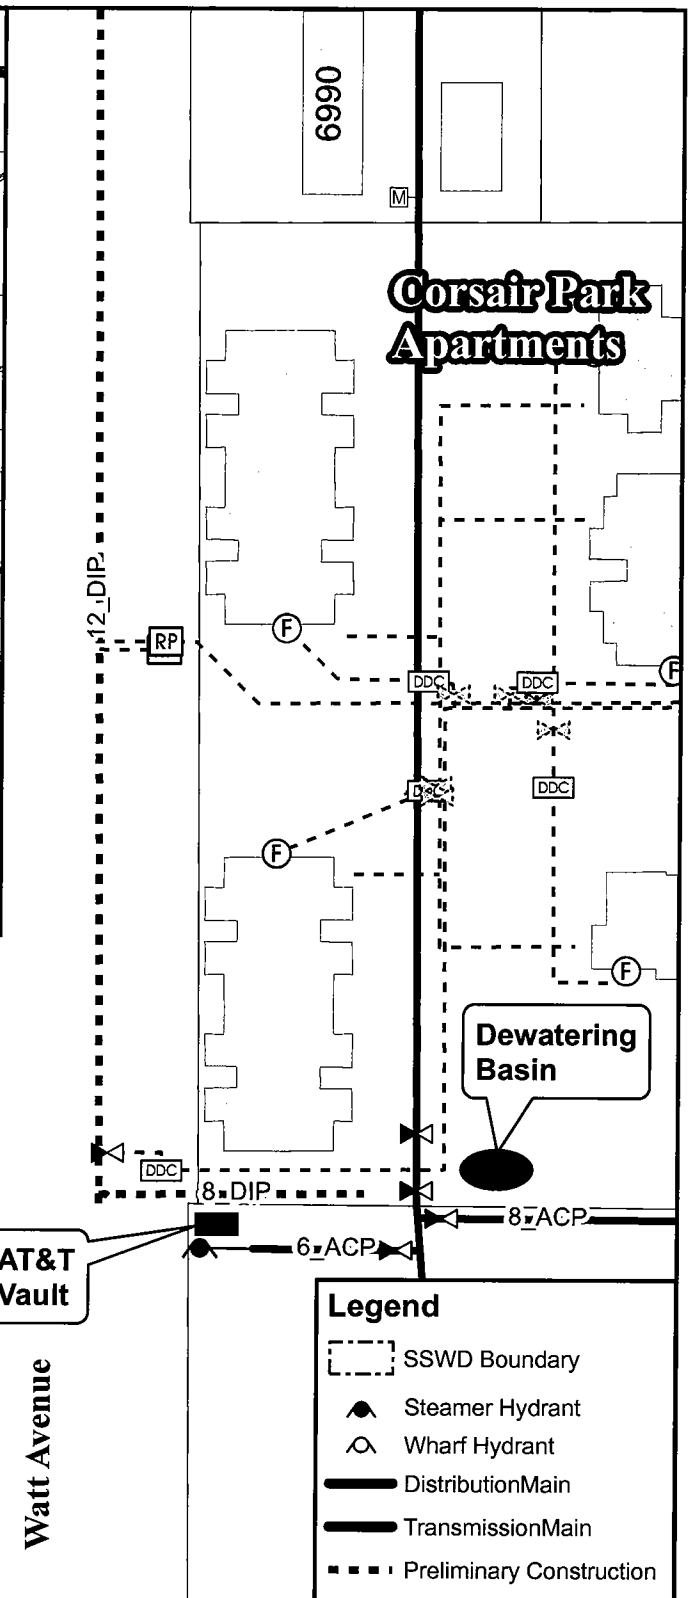 6990
M
Corsair Park
Apartments
12_DIP
RP
F
DDC
DDC
F
DDC
F
F
Dewatering
Basin
DDC
8_DIP
8_ACP
6_ACP
AT&T
Vault
Watt Avenue
Legend
SSWD Boundary
Steamer Hydrant
Wharf Hydrant
DistributionMain
TransmissionMain
Preliminary Construction